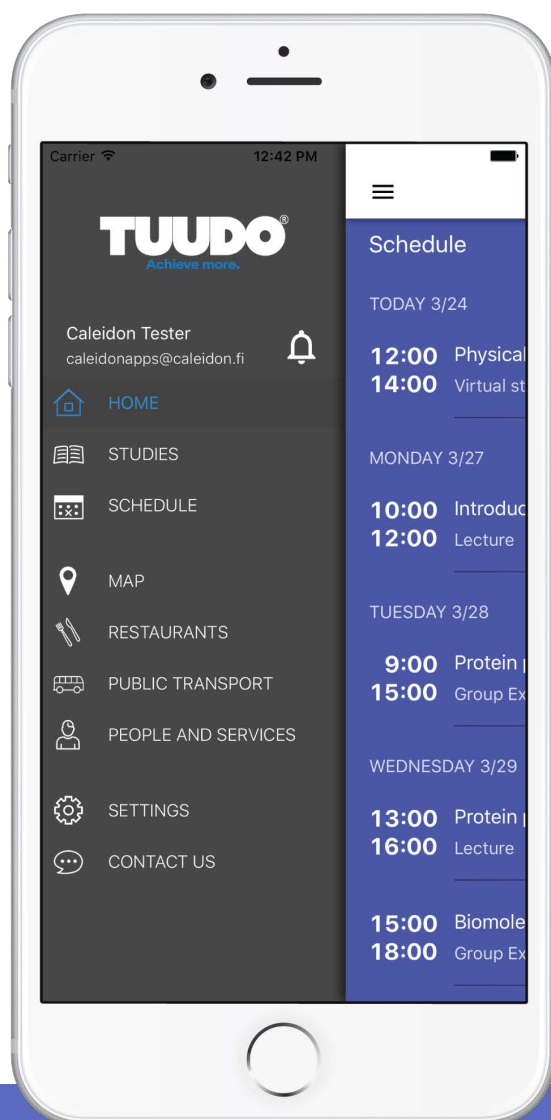 Carrier 12:42 PM
TUUDO®
Achieve more.
Caleidon Tester
caleidonapps@caleidon.fi
HOME
STUDIES
SCHEDULE
MAP
RESTAURANTS
PUBLIC TRANSPORT
PEOPLE AND SERVICES
SETTINGS
CONTACT US
Schedule
TODAY 3/24
12:00 Physical
14:00 Virtual st
MONDAY 3/27
10:00 Introduc
12:00 Lecture
TUESDAY 3/28
9:00 Protein
15:00 Group Ex
WEDNESDAY 3/29
13:00 Protein
16:00 Lecture
15:00 Biomole
18:00 Group Ex